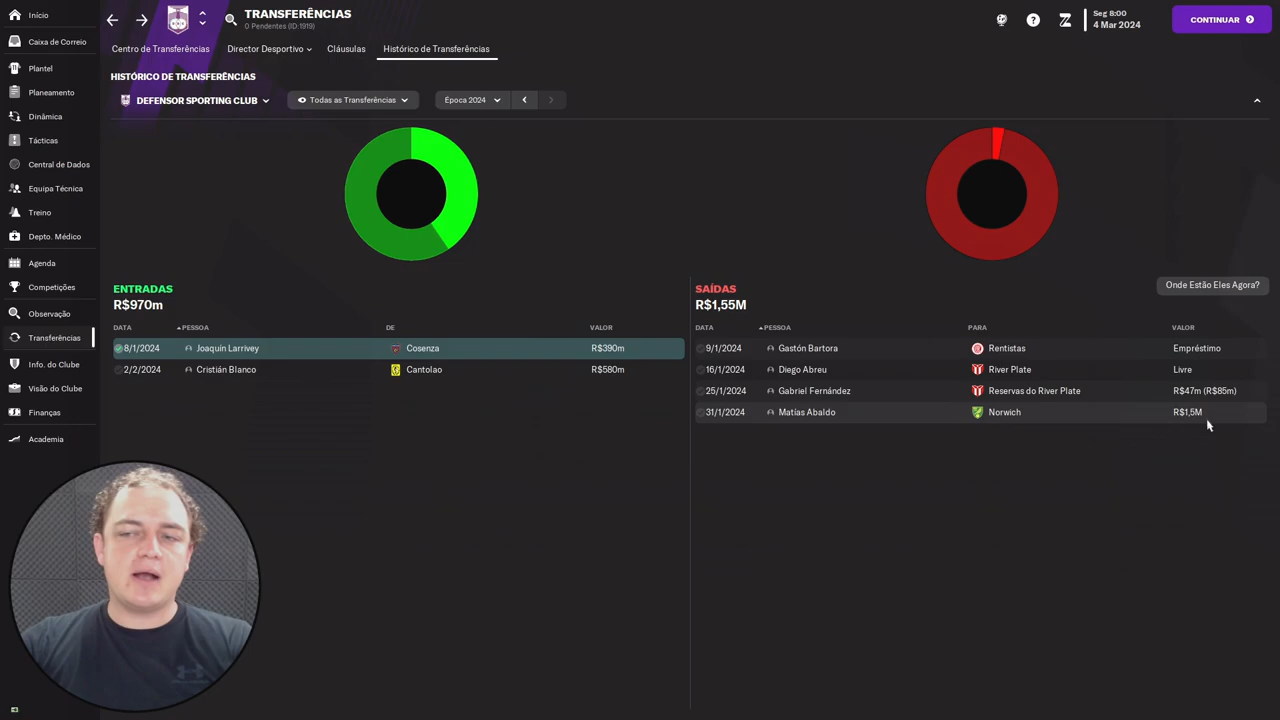 Início
Caixa de Correio
Plantel
Planeamento
Dinâmica
Tácticas
Central de Dados
Equipa Técnica
Treino
Depto. Médico
Agenda
Competições
Observação
Transferências
Info. do Clube
Visão do Clube
Finanças
Academia
TRANSFERÊNCIAS
0 Pendentes (ID:1919)
Seg 8:00
4 Mar 2024
CONTINUAR
Centro de Transferências Director Desportivo Cláusulas Histórico de Transferências
HISTÓRICO DE TRANSFERÊNCIAS
DEFENSOR SPORTING CLUB Todas as Transferências Época 2024
ENTRADAS
R$970m
DATA PESSOA DE VALOR
8/1/2024 Joaquín Larrivey Cosenza R$390m
2/2/2024 Cristián Blanco Cantolao R$580m
SAÍDAS
R$1,55M
Onde Estão Eles Agora?
DATA PESSOA PARA VALOR
9/1/2024 Gastón Bartora Rentistas Empréstimo
16/1/2024 Diego Abreu River Plate Livre
25/1/2024 Gabriel Fernández Reservas do River Plate R$47m (R$85m)
31/1/2024 Matías Abaldo Norwich R$1,5M